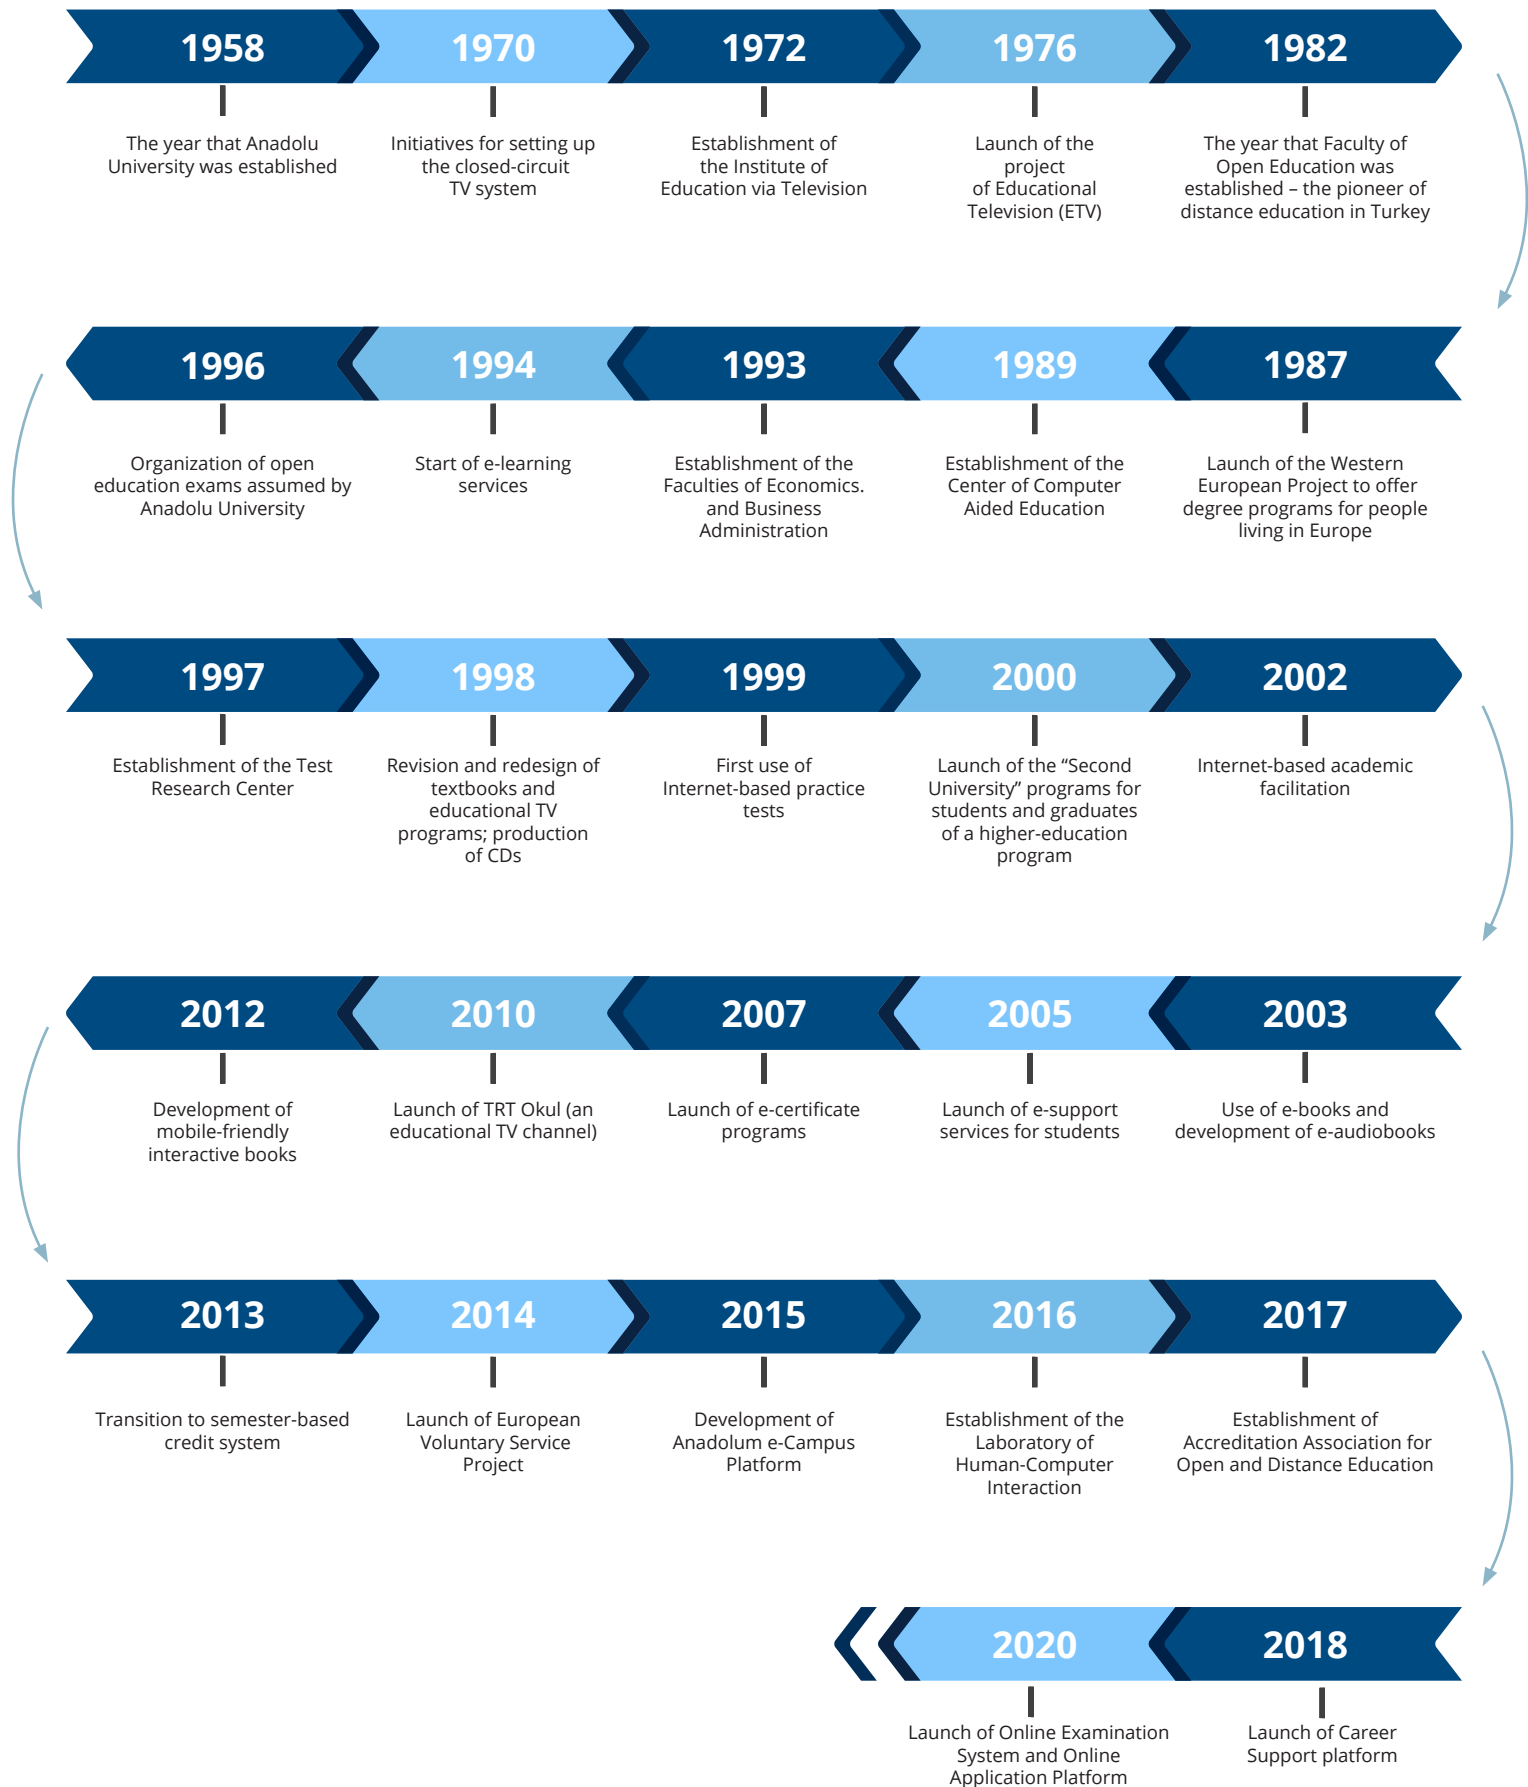 1958
The year that Anadolu
University was established
1970
Initiatives for setting up
the closed-circuit
TV system
1972
Establishment of
the Institute of
Education via Television
1976
Launch of the
project
of Educational
Television (ETV)
1982
The year that Faculty of
Open Education was
established – the pioneer of
distance education in Turkey
1987
Launch of the Western
European Project to offer
degree programs for people
living in Europe
1989
Establishment of the
Center of Computer
Aided Education
1993
Establishment of the
Faculties of Economics.
and Business
Administration
1994
Start of e-learning
services
1996
Organization of open
education exams assumed by
Anadolu University
1997
Establishment of the Test
Research Center
1998
Revision and redesign of
textbooks and
educational TV
programs; production
of CDs
1999
First use of
Internet-based practice
tests
2000
Launch of the “Second
University” programs for
students and graduates
of a higher-education
program
2002
Internet-based academic
facilitation
2003
Use of e-books and
development of e-audiobooks
2005
Launch of e-support
services for students
2007
Launch of e-certificate
programs
2010
Launch of TRT Okul (an
educational TV channel)
2012
Development of
mobile-friendly
interactive books
2013
Transition to semester-based
credit system
2014
Launch of European
Voluntary Service
Project
2015
Development of
Anadolum e-Campus
Platform
2016
Establishment of the
Laboratory of
Human-Computer
Interaction
2017
Establishment of
Accreditation Association for
Open and Distance Education
2018
Launch of Career
Support platform
2020
Launch of Online Examination
System and Online
Application Platform